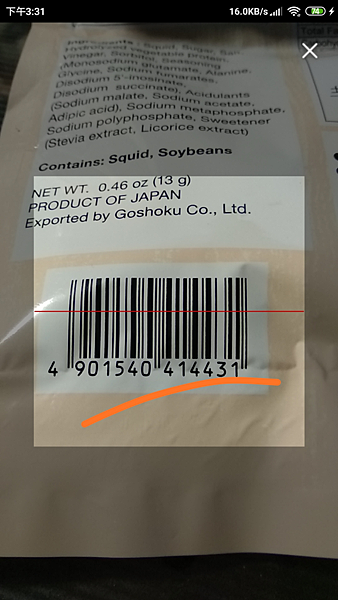 下午3:31
16.0KB/s
74
Ingredients: Squid, Sugar, Salt,
Hydrolyzed vegetable protein,
Vinegar, Sorbitol, Seasoning
(Monosodium glutamate, Alanine,
Glycine, Sodium fumarates,
Disodium 5'-inosinate,
Disodium succinate), Acidulants
(Sodium malate, Sodium acetate,
Adipic acid), Sodium metaphosphate,
Sodium polyphosphate, Sweetener
(Stevia extract, Licorice extract)
Contains: Squid, Soybeans
NET WT. 0.46 oz (13 g)
PRODUCT OF JAPAN
Exported by Goshoku Co., Ltd.
4 901540 414431
Total Fa